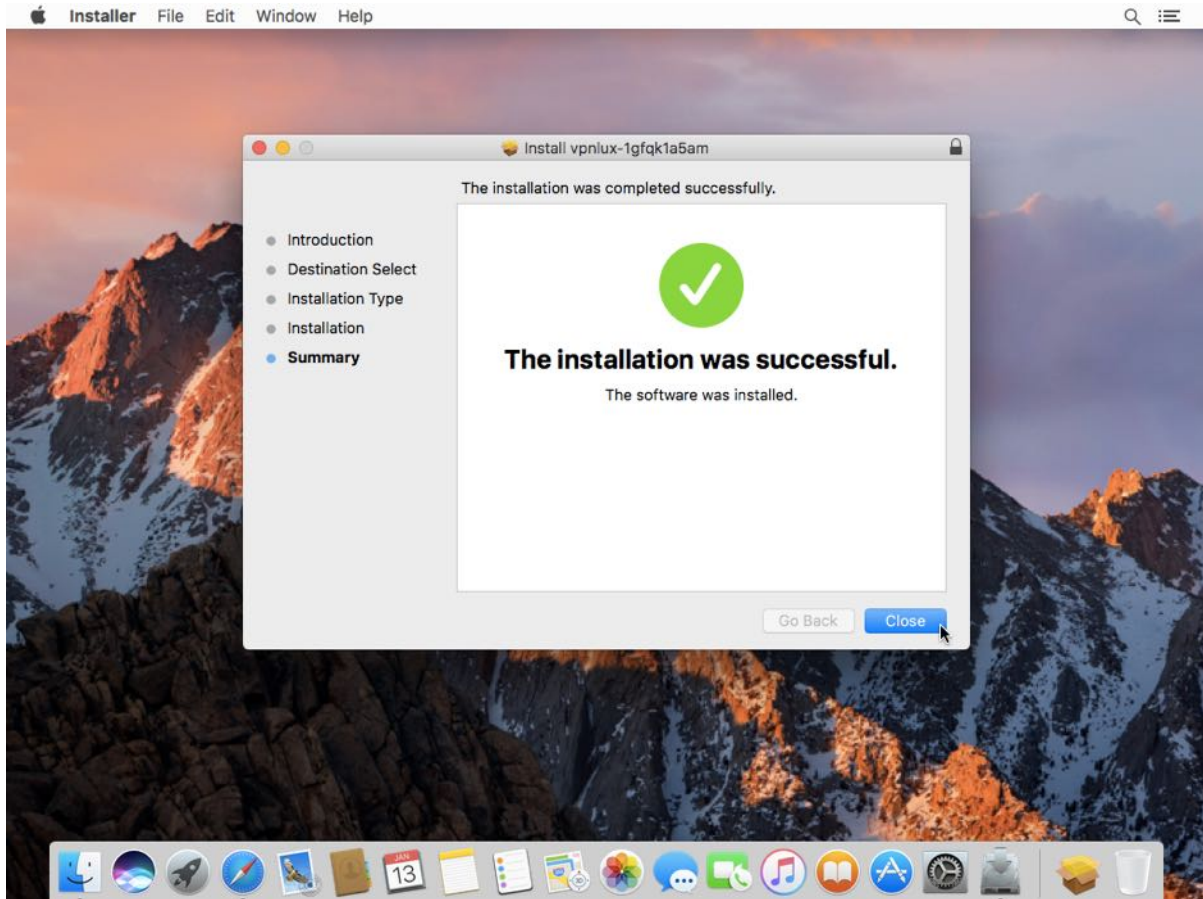 Installer File Edit Window Help
Install vpnlux-1gfqk1a5am
The installation was completed successfully.
Introduction
Destination Select
Installation Type
Installation
Summary
The installation was successful.
The software was installed.
Go Back Close
JAN
13